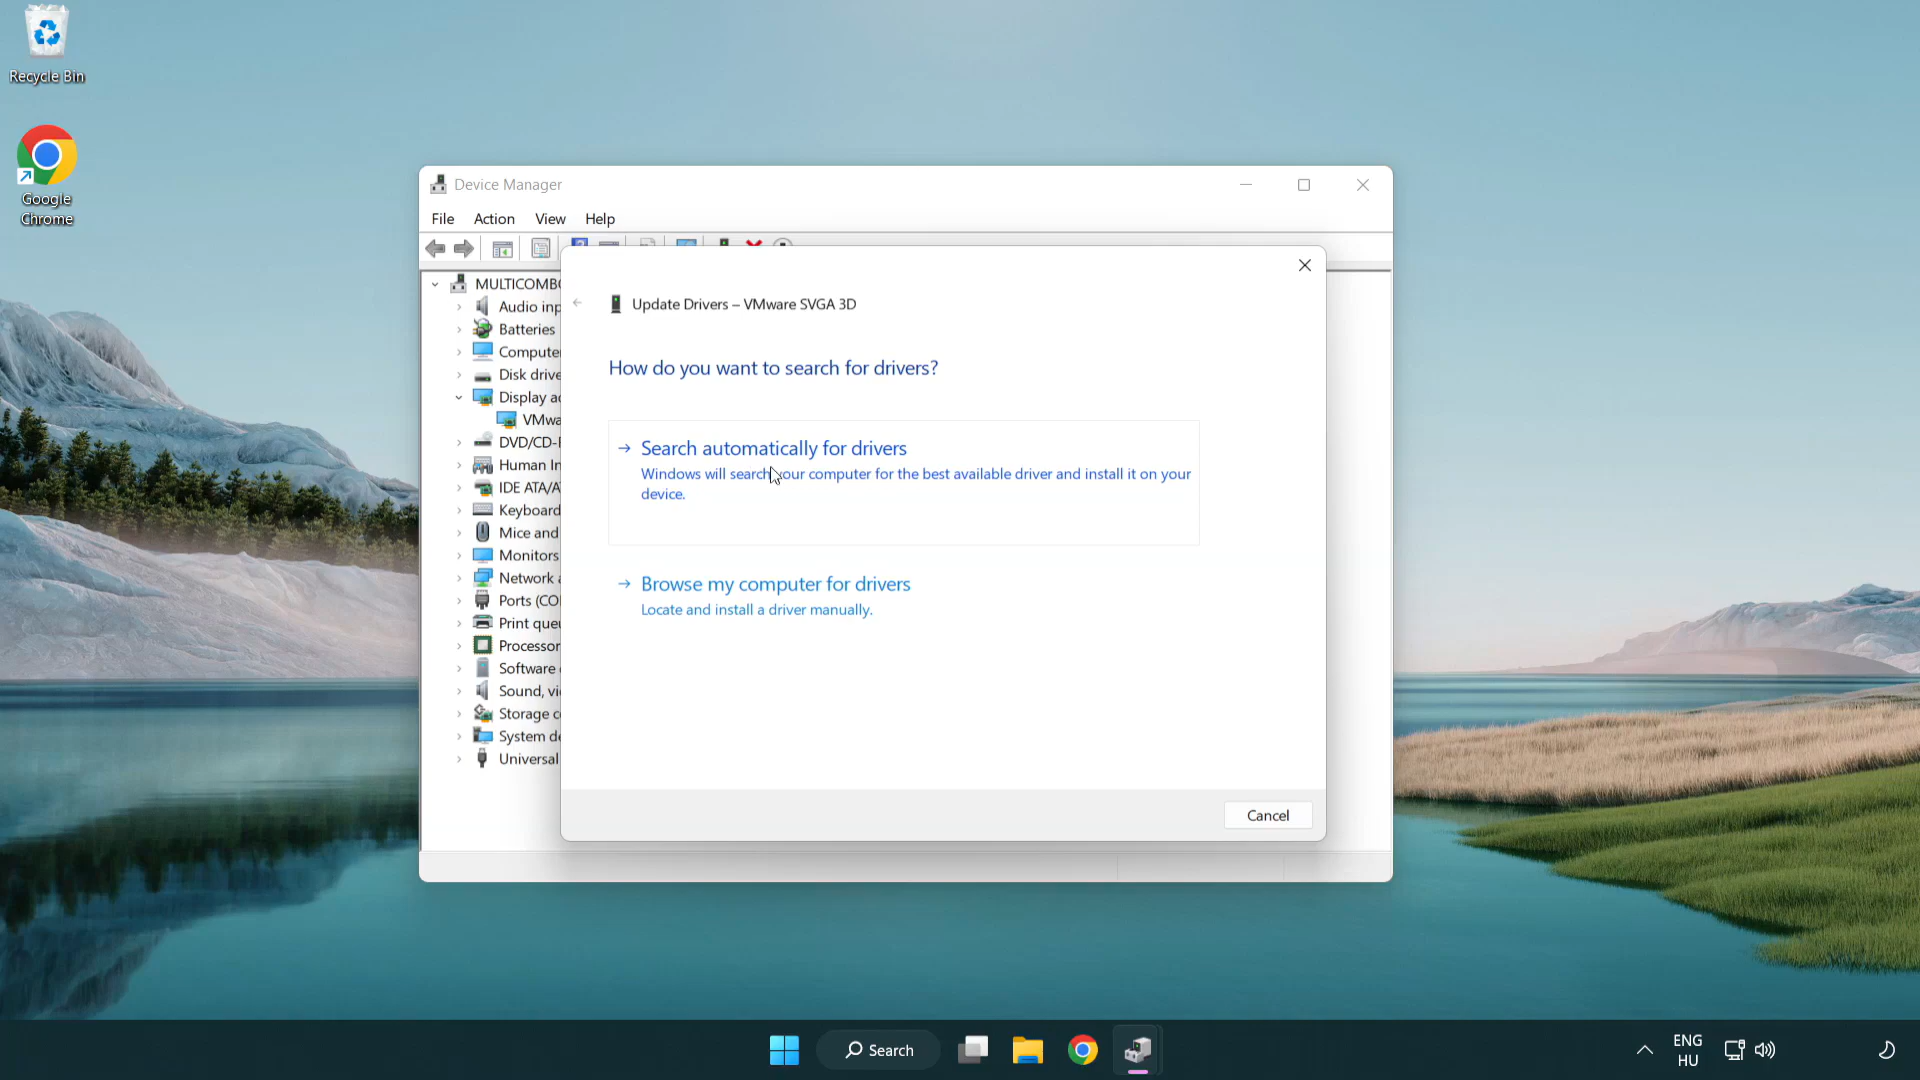 Recycle Bin
Google
Chrome
Device Manager
File Action View Help
MULTICOMB
Audio inp
Batteries
Compute
Disk drive
Display a
VMwa
DVD/CD-
Human In
IDE ATA/A
Keyboard
Mice and
Monitors
Network
Ports (CO
Print que
Processor
Software
Sound, vi
Storage c
System de
Universal
Update Drivers – VMware SVGA 3D
How do you want to search for drivers?
Search automatically for drivers
Windows will search your computer for the best available driver and install it on your
device.
Browse my computer for drivers
Locate and install a driver manually.
Cancel
Search
ENG
HU